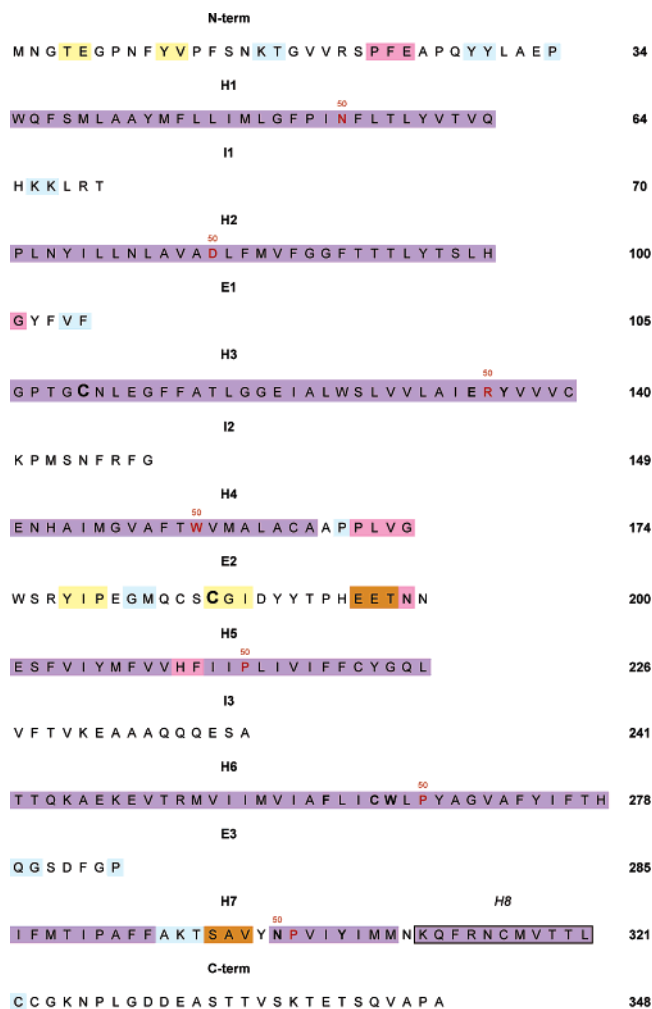 N-term
M N G T E G P N F Y V P F S N K T G V V R S P F E A P Q Y Y L A E P 34
H1
50
W Q F S M L A A Y M F L L I M L G F P I N F L T L Y V T V Q 64
I1
H K K L R T 70
H2
50
P L N Y I L L N L A V A D L F M V F G G F T T T L Y T S L H 100
E1
G Y F V F 105
H3
50
G P T G C N L E G F F A T L G G E I A L W S L V V L A I E R Y V V V C 140
I2
K P M S N F R F G 149
H4
50
E N H A I M G V A F T W V M A L A C A A P P L V G 174
E2
W S R Y I P E G M Q C S C G I D Y Y T P H E E T N N 200
H5
50
E S F V I Y M F V V H F I I P L I V I F F C Y G Q L 226
I3
V F T V K E A A A Q Q Q E S A 241
H6
50
T T Q K A E K E V T R M V I I M V I A F L I C W L P Y A G V A F Y I F T H 278
E3
Q G S D F G P 285
H7 H8
50
I F M T I P A F F A K T S A V Y N P V I Y I M M N K Q F R N C M V T T L 321
C-term
C C G K N P L G D D E A S T T V S K T E T S Q V A P A 348